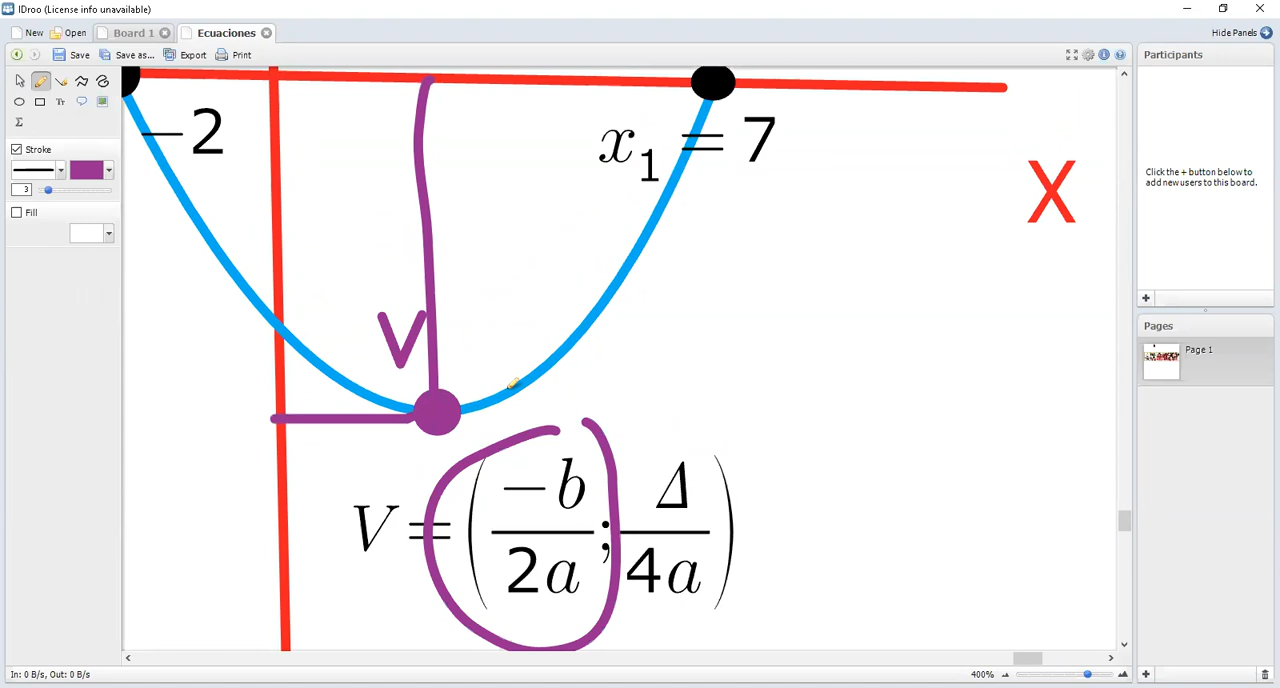 IDroo (License info unavailable)
New Open Board 1 Ecuaciones Hide Panels
Save Save as... Export Print Participants
Tr
Σ
−2
x₁ = 7
Stroke
X
Click the + button below to
add new users to this board.
3
Fill
V
Pages
Page 1
V = (−b/2a ; Δ/4a)
In: 0 B/s, Out: 0 B/s 400%